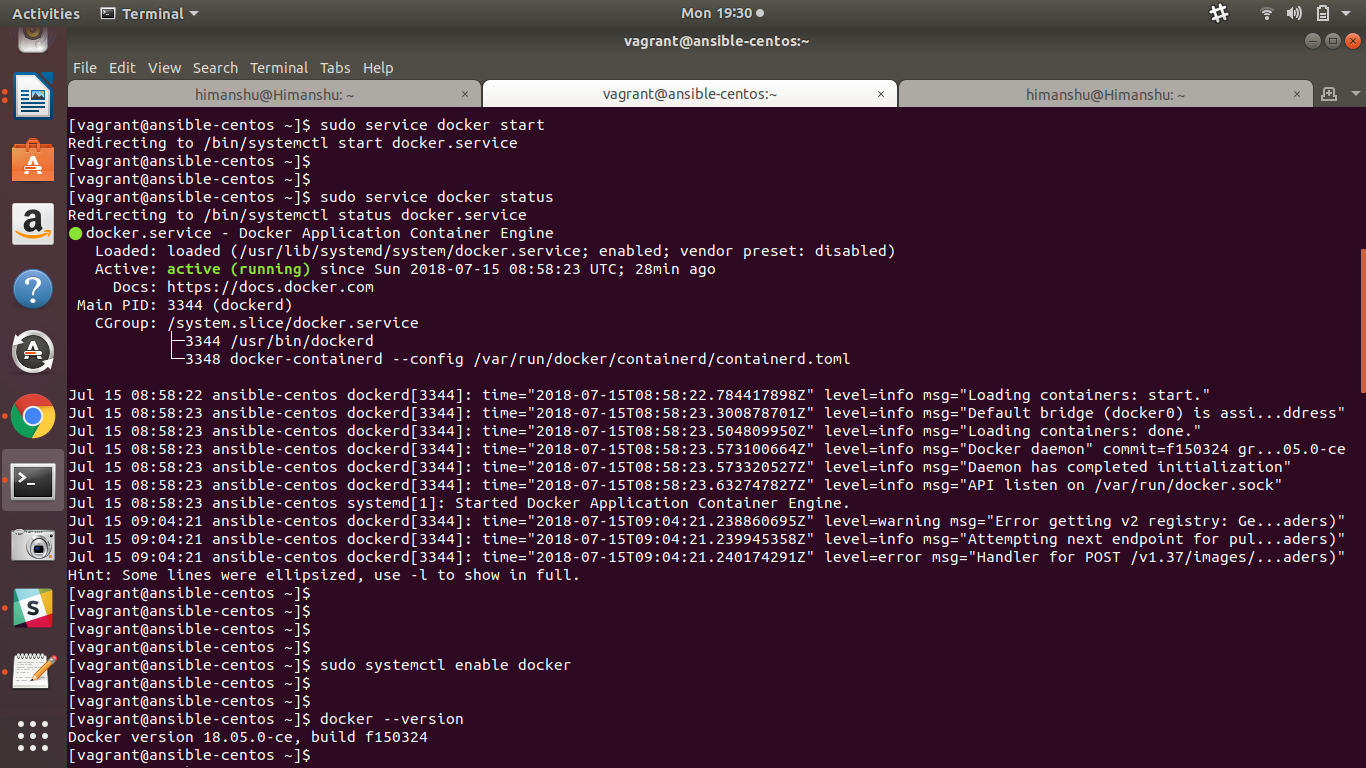 Activities Terminal Mon 19:30
vagrant@ansible-centos:~
File Edit View Search Terminal Tabs Help
himanshu@Himanshu: ~ × vagrant@ansible-centos:~ × himanshu@Himanshu: ~ ×
[vagrant@ansible-centos ~]$ sudo service docker start
Redirecting to /bin/systemctl start docker.service
[vagrant@ansible-centos ~]$
[vagrant@ansible-centos ~]$
[vagrant@ansible-centos ~]$ sudo service docker status
Redirecting to /bin/systemctl status docker.service
● docker.service - Docker Application Container Engine
Loaded: loaded (/usr/lib/systemd/system/docker.service; enabled; vendor preset: disabled)
Active: active (running) since Sun 2018-07-15 08:58:23 UTC; 28min ago
Docs: https://docs.docker.com
Main PID: 3344 (dockerd)
CGroup: /system.slice/docker.service
├─3344 /usr/bin/dockerd
└─3348 docker-containerd --config /var/run/docker/containerd/containerd.toml
Jul 15 08:58:22 ansible-centos dockerd[3344]: time="2018-07-15T08:58:22.784417898Z" level=info msg="Loading containers: start."
Jul 15 08:58:23 ansible-centos dockerd[3344]: time="2018-07-15T08:58:23.300878701Z" level=info msg="Default bridge (docker0) is assi...ddress"
Jul 15 08:58:23 ansible-centos dockerd[3344]: time="2018-07-15T08:58:23.504809950Z" level=info msg="Loading containers: done."
Jul 15 08:58:23 ansible-centos dockerd[3344]: time="2018-07-15T08:58:23.573100664Z" level=info msg="Docker daemon" commit=f150324 gr...05.0-ce
Jul 15 08:58:23 ansible-centos dockerd[3344]: time="2018-07-15T08:58:23.573320527Z" level=info msg="Daemon has completed initialization"
Jul 15 08:58:23 ansible-centos dockerd[3344]: time="2018-07-15T08:58:23.632747827Z" level=info msg="API listen on /var/run/docker.sock"
Jul 15 08:58:23 ansible-centos systemd[1]: Started Docker Application Container Engine.
Jul 15 09:04:21 ansible-centos dockerd[3344]: time="2018-07-15T09:04:21.238860695Z" level=warning msg="Error getting v2 registry: Ge...aders)"
Jul 15 09:04:21 ansible-centos dockerd[3344]: time="2018-07-15T09:04:21.239945358Z" level=info msg="Attempting next endpoint for pul...aders)"
Jul 15 09:04:21 ansible-centos dockerd[3344]: time="2018-07-15T09:04:21.240174291Z" level=error msg="Handler for POST /v1.37/images/...aders)"
Hint: Some lines were ellipsized, use -l to show in full.
[vagrant@ansible-centos ~]$
[vagrant@ansible-centos ~]$
[vagrant@ansible-centos ~]$
[vagrant@ansible-centos ~]$
[vagrant@ansible-centos ~]$ sudo systemctl enable docker
[vagrant@ansible-centos ~]$
[vagrant@ansible-centos ~]$
[vagrant@ansible-centos ~]$ docker --version
Docker version 18.05.0-ce, build f150324
[vagrant@ansible-centos ~]$